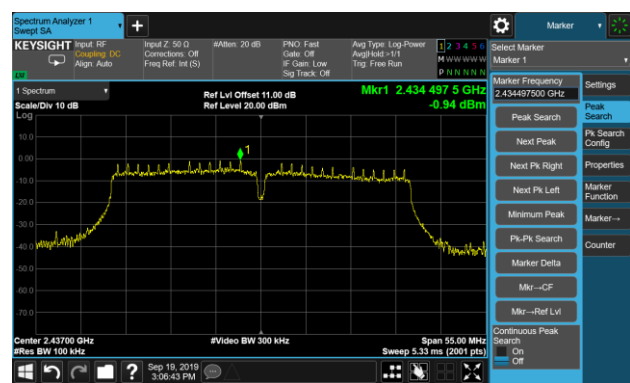 Spectrum Analyzer 1
Swept SA
+
Marker
KEYSIGHT
Input: RF
Coupling: DC
Align: Auto
Input Z: 50 Ω
Corrections: Off
Freq Ref: Int (S)
#Atten: 20 dB
PNO: Fast
Gate: Off
IF Gain: Low
Sig Track: Off
Avg Type: Log-Power
Avg|Hold:>1/1
Trig: Free Run
1 2 3 4 5 6
M W W W W W
P N N N N N
LW
Select Marker
Marker 1
1 Spectrum
Scale/Div 10 dB
Log
Ref Lvl Offset 11.00 dB
Ref Level 20.00 dBm
Mkr1 2.434 497 5 GHz
-0.94 dBm
10.0
0.00
-10.0
-20.0
-30.0
-40.0
-50.0
-60.0
-70.0
1
Center 2.43700 GHz
#Res BW 100 kHz
#Video BW 300 kHz
Span 55.00 MHz
Sweep 5.33 ms (2001 pts)
Marker Frequency
2.434497500 GHz
Peak Search
Next Peak
Next Pk Right
Next Pk Left
Minimum Peak
Pk-Pk Search
Marker Delta
Mkr→CF
Mkr→Ref Lvl
Continuous Peak
Search
On
Off
Settings
Peak
Search
Pk Search
Config
Properties
Marker
Function
Marker→
Counter
?
Sep 19, 2019
3:06:43 PM